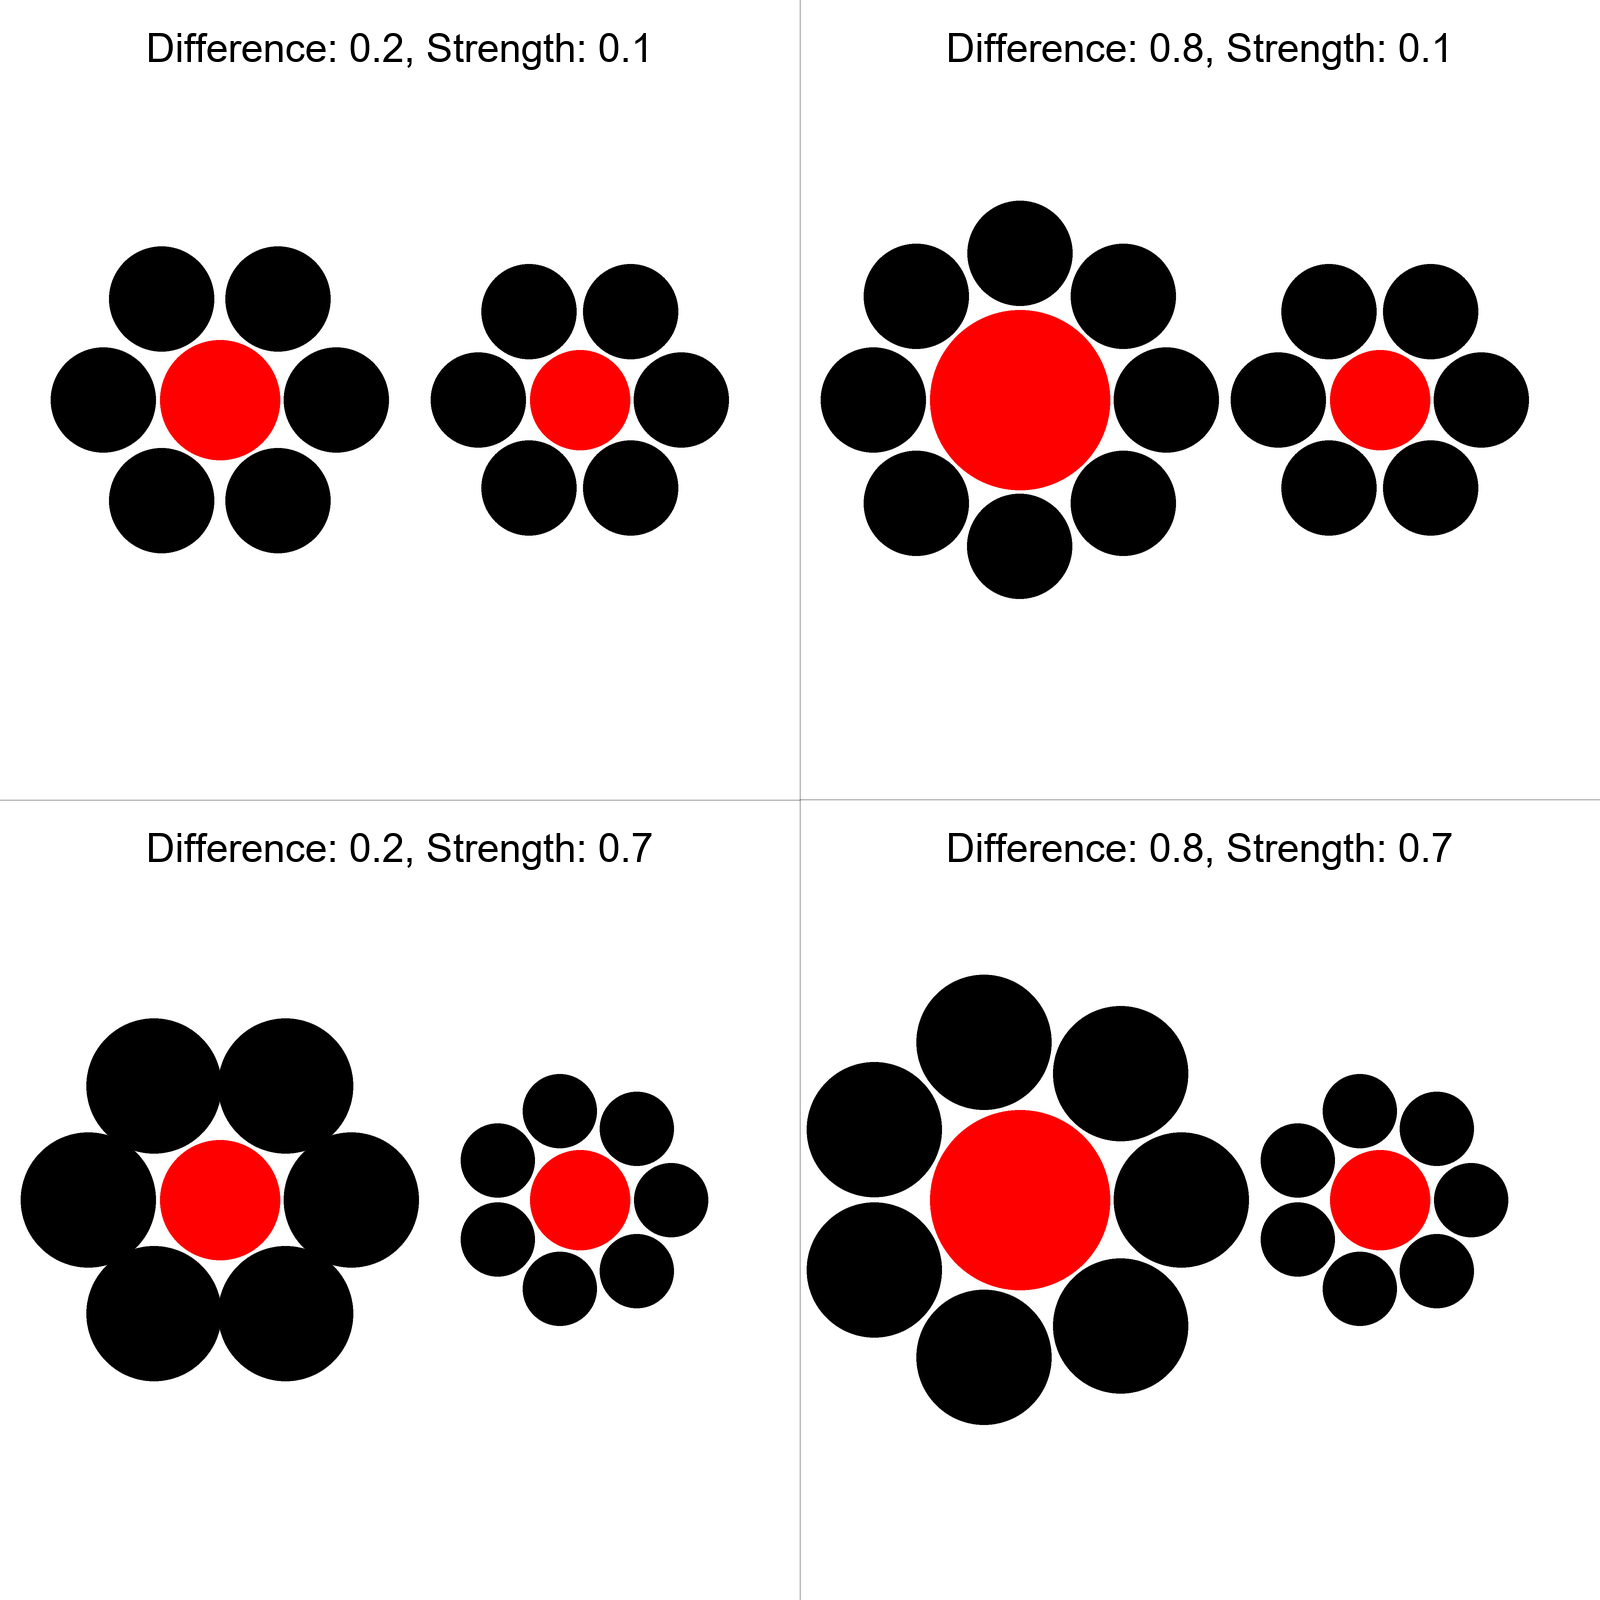 Difference: 0.2, Strength: 0.1
Difference: 0.8, Strength: 0.1
Difference: 0.2, Strength: 0.7
Difference: 0.8, Strength: 0.7